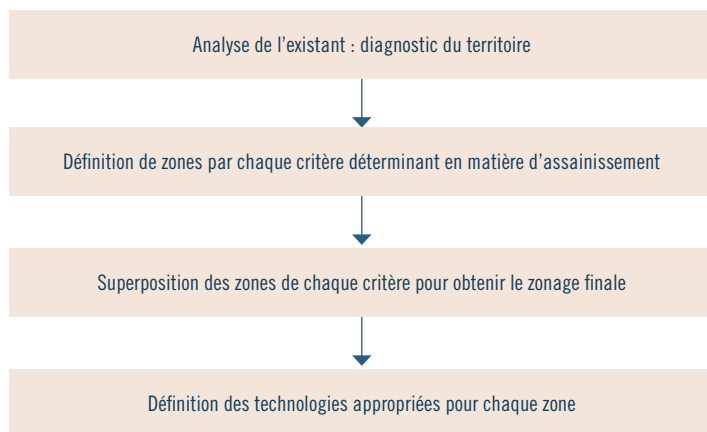 Analyse de l'existant : diagnostic du territoire
Définition de zones par chaque critère déterminant en matière d'assainissement
Superposition des zones de chaque critère pour obtenir le zonage finale
Définition des technologies appropriées pour chaque zone